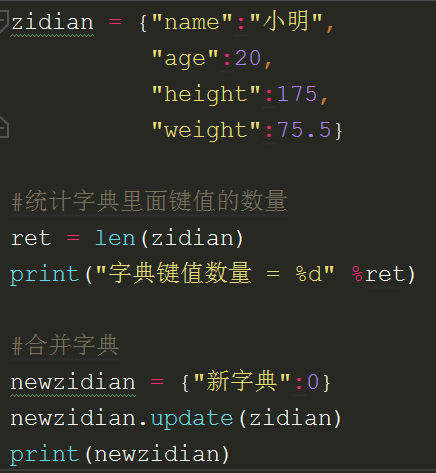 zidian = {"name":"小明",
"age":20,
"height":175,
"weight":75.5}
#统计字典里面键值的数量
ret = len(zidian)
print("字典键值数量 = %d" %ret)
#合并字典
newzidian = {"新字典":0}
newzidian.update(zidian)
print(newzidian)